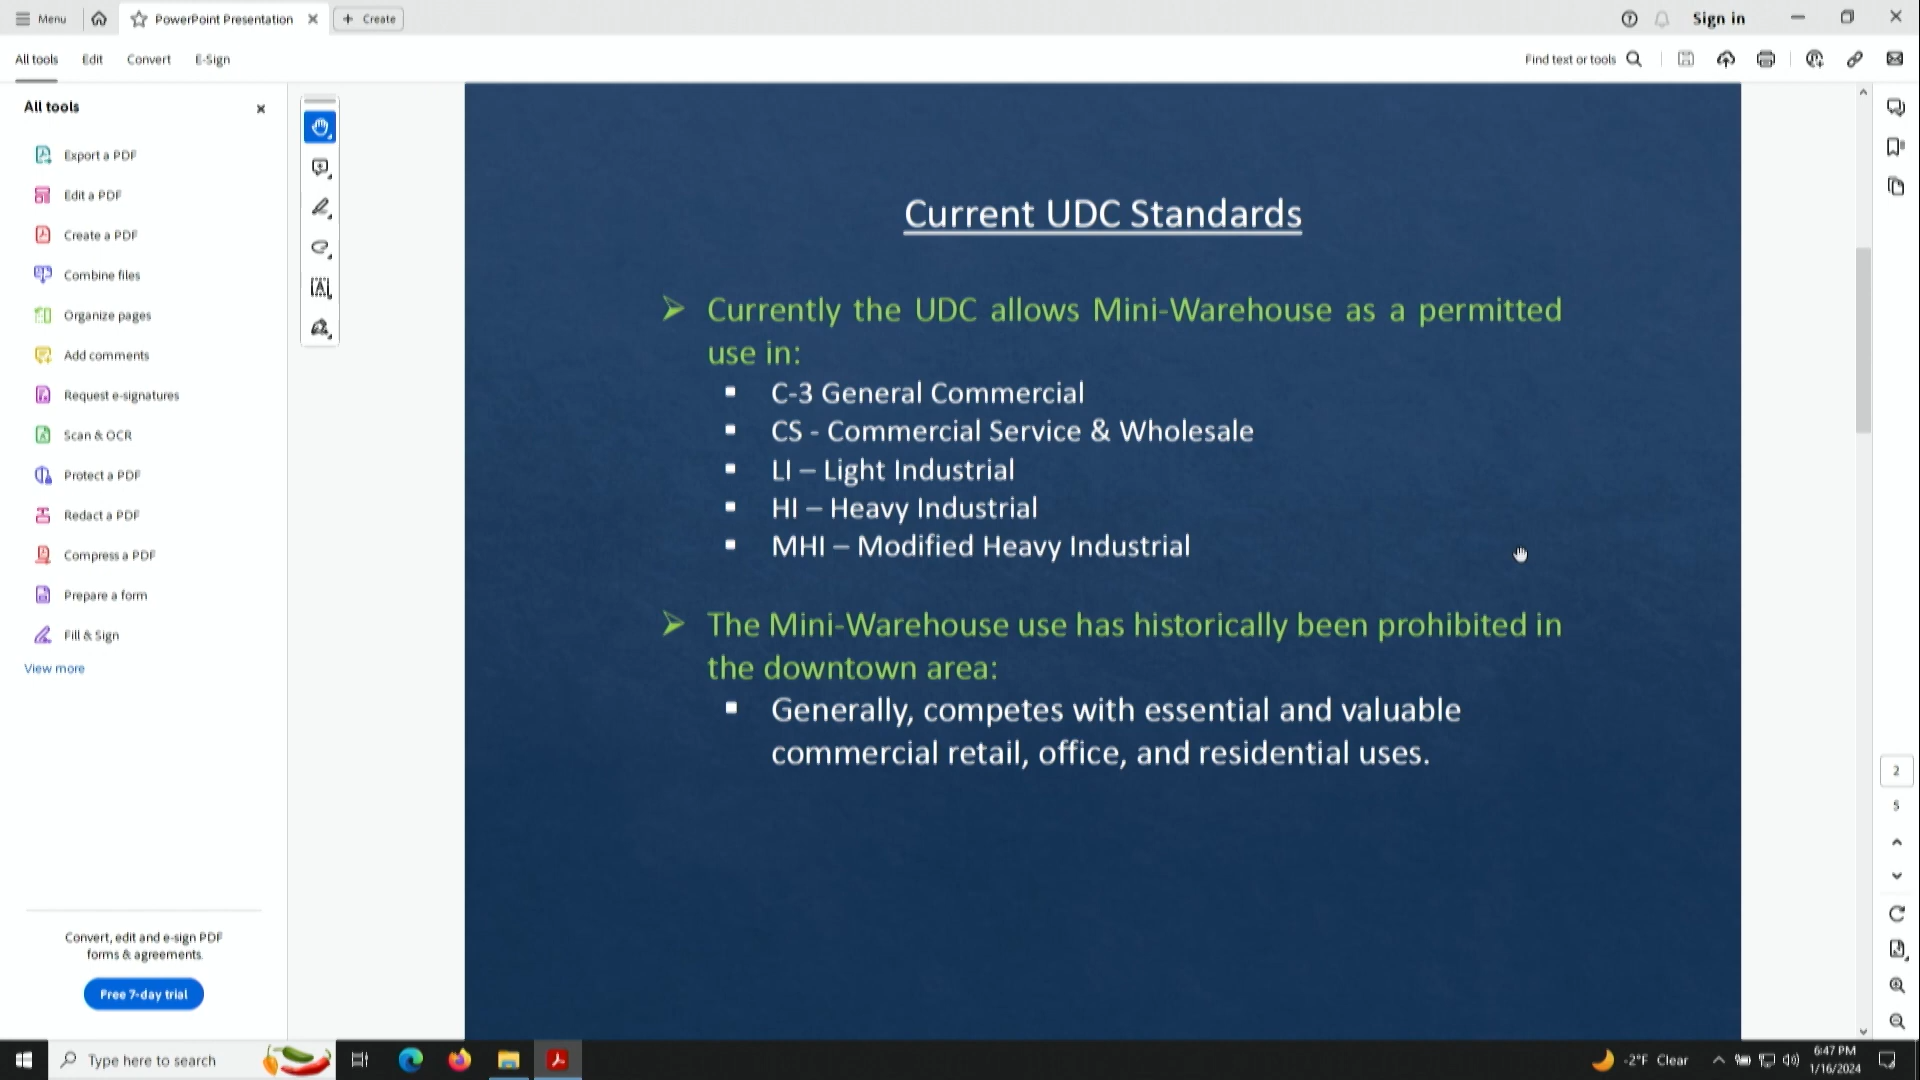 Menu
PowerPoint Presentation
Create
Sign in
All tools
Edit
Convert
E-Sign
Find text or tools
All tools
Export a PDF
Edit a PDF
Create a PDF
Combine files
Organize pages
Add comments
Request e-signatures
Scan & OCR
Protect a PDF
Redact a PDF
Compress a PDF
Prepare a form
Fill & Sign
View more
Convert, edit and e-sign PDF
forms & agreements.
Free 7-day trial
Current UDC Standards
Currently the UDC allows Mini-Warehouse as a permitted
use in:
C-3 General Commercial
CS - Commercial Service & Wholesale
LI – Light Industrial
HI – Heavy Industrial
MHI – Modified Heavy Industrial
The Mini-Warehouse use has historically been prohibited in
the downtown area:
Generally, competes with essential and valuable
commercial retail, office, and residential uses.
2
5
Type here to search
-2°F Clear
6:47 PM
1/16/2024